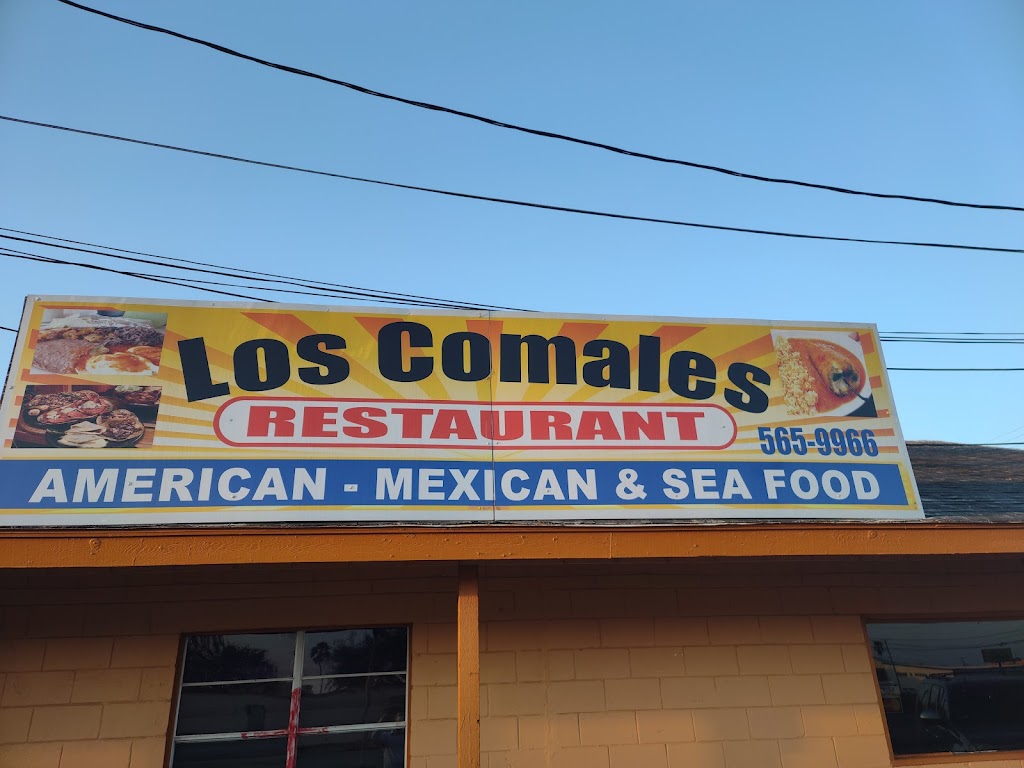 Los Comales
RESTAURANT
565-9966
AMERICAN - MEXICAN & SEA FOOD